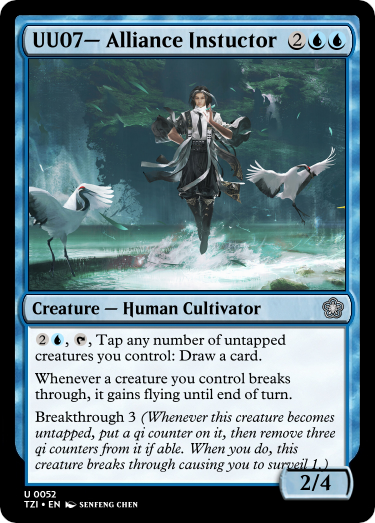 UU07— Alliance Instuctor 2
Creature — Human Cultivator
2, , Tap any number of untapped
creatures you control: Draw a card.
Whenever a creature you control breaks
through, it gains flying until end of turn.
Breakthrough 3 (Whenever this creature becomes
untapped, put a qi counter on it, then remove three
qi counters from it if able. When you do, this
creature breaks through causing you to surveil 1.)
2/4
U 0052
TZI • EN SENFENG CHEN